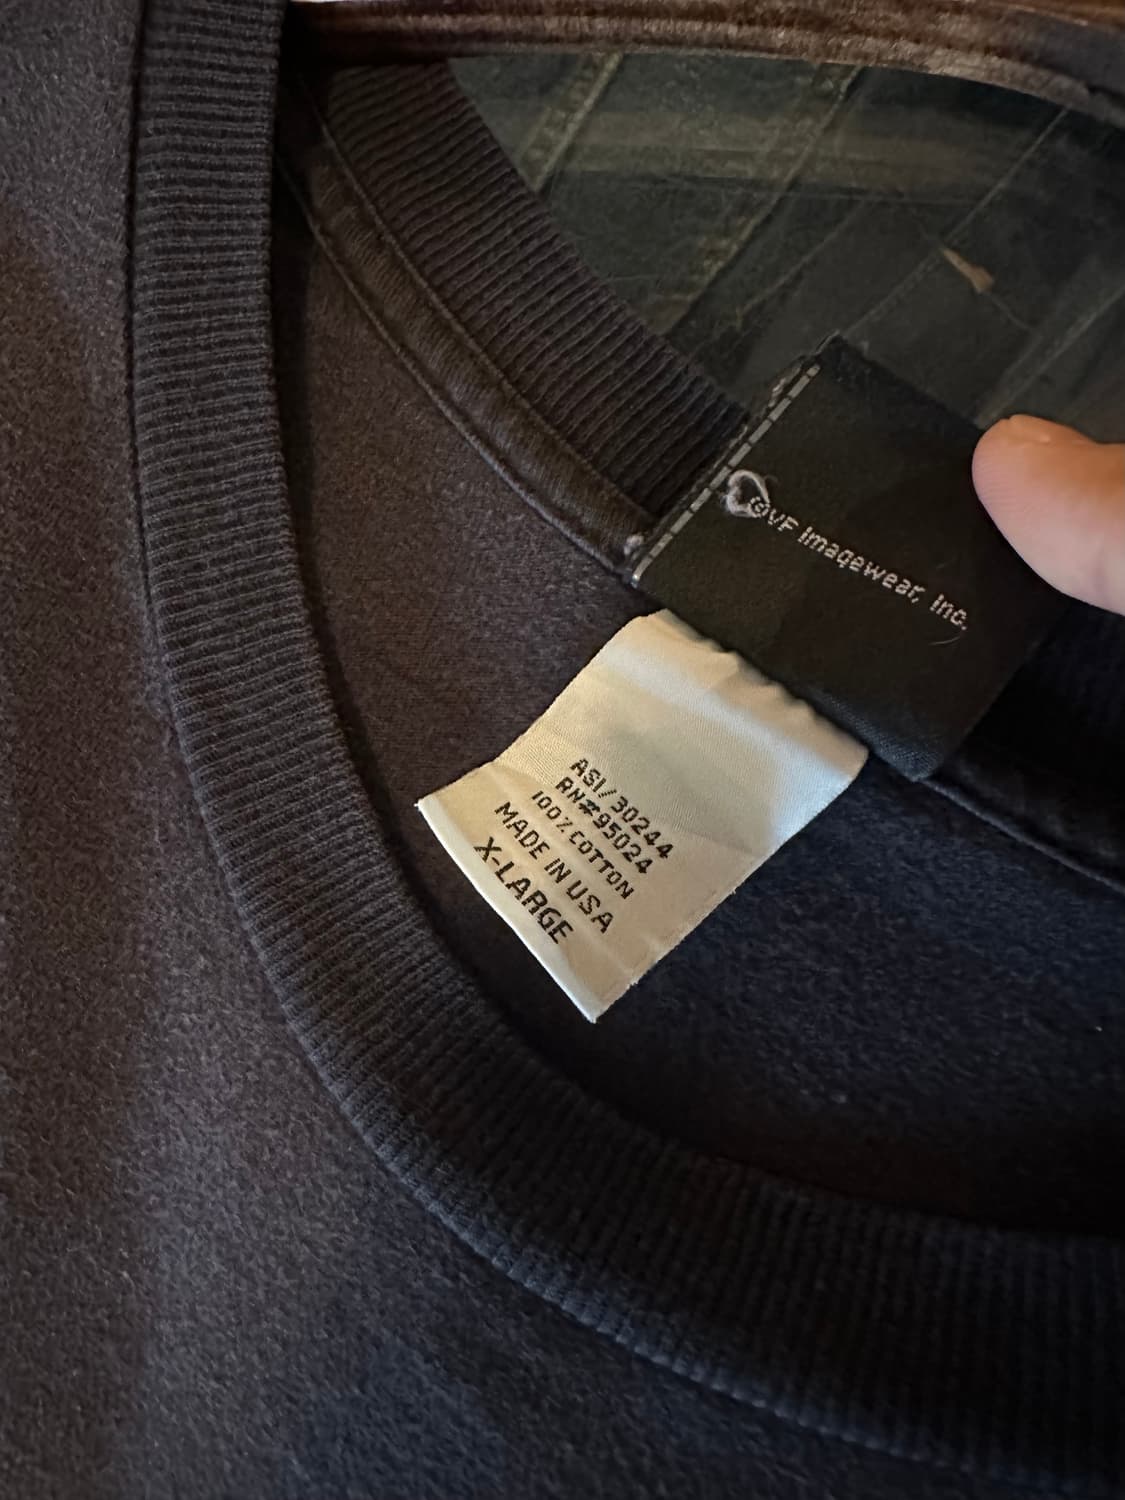 ©VF Imagewear, Inc.
ASI/30244
RN#95024
100% COTTON
MADE IN USA
X-LARGE